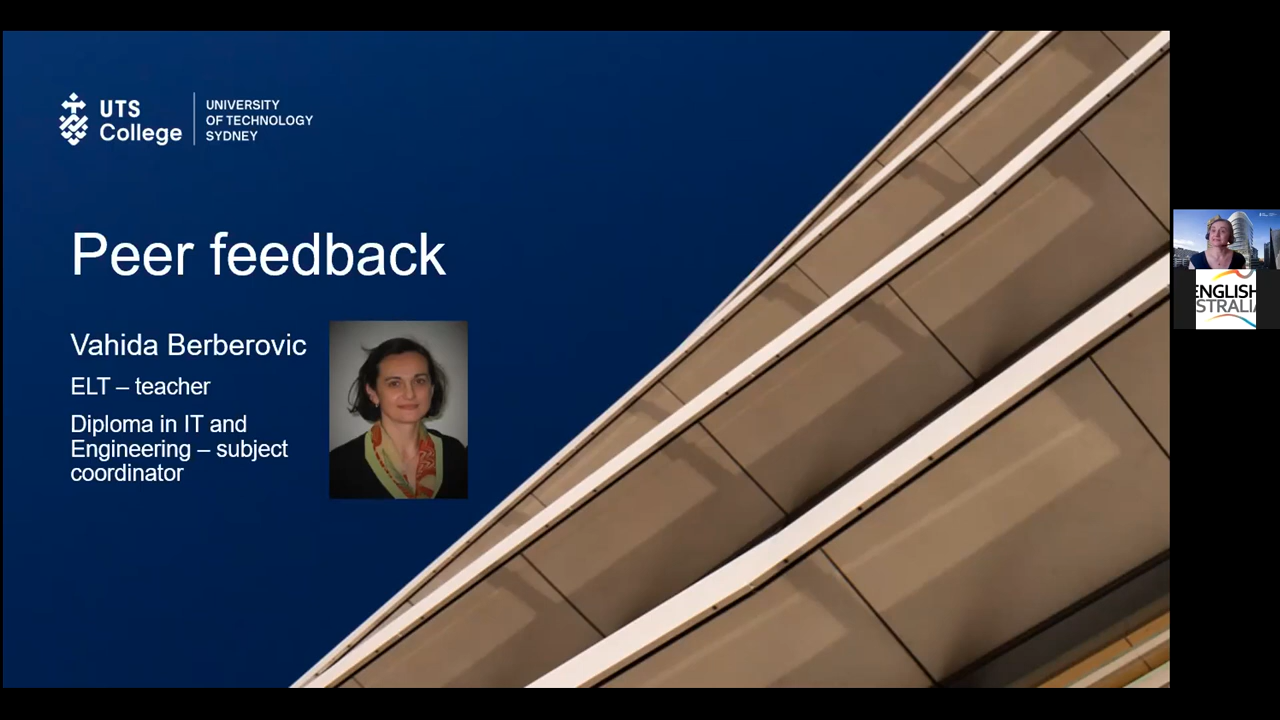 UTS
College
UNIVERSITY
OF TECHNOLOGY
SYDNEY
Peer feedback
Vahida Berberovic
ELT – teacher
Diploma in IT and
Engineering – subject
coordinator
ENGLISH
STRALIA